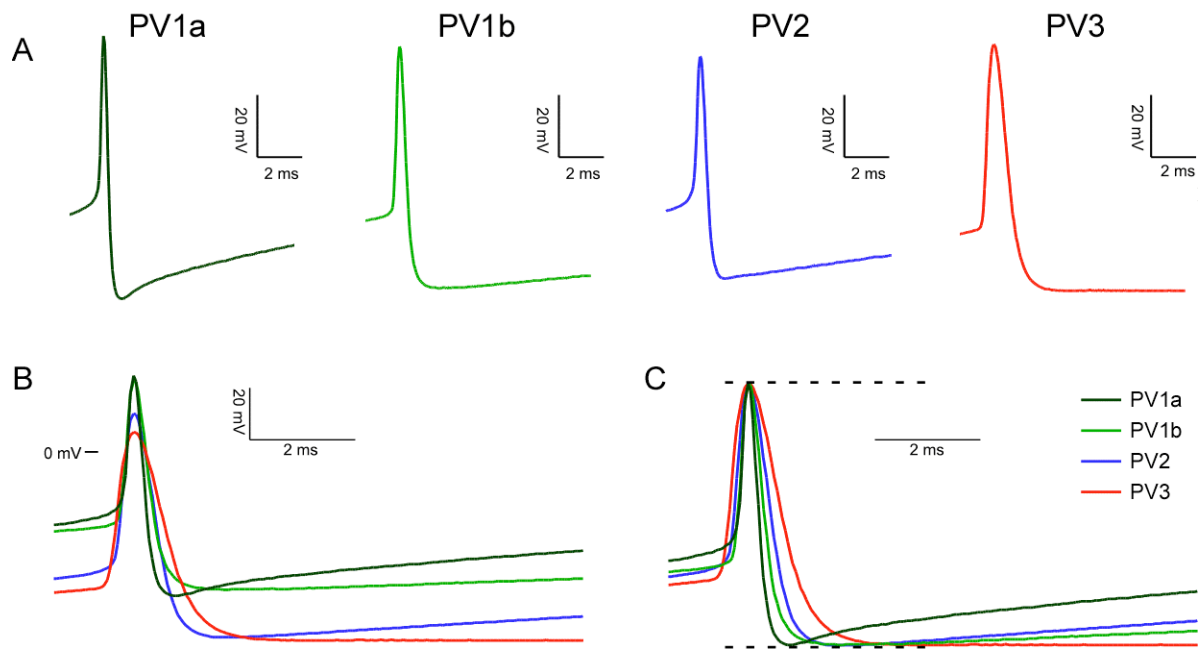 PV1a PV1b PV2 PV3
A
20 mV 20 mV 20 mV 20 mV
2 ms 2 ms 2 ms 2 ms
B C
20 mV
0 mV
2 ms 2 ms
PV1a
PV1b
PV2
PV3